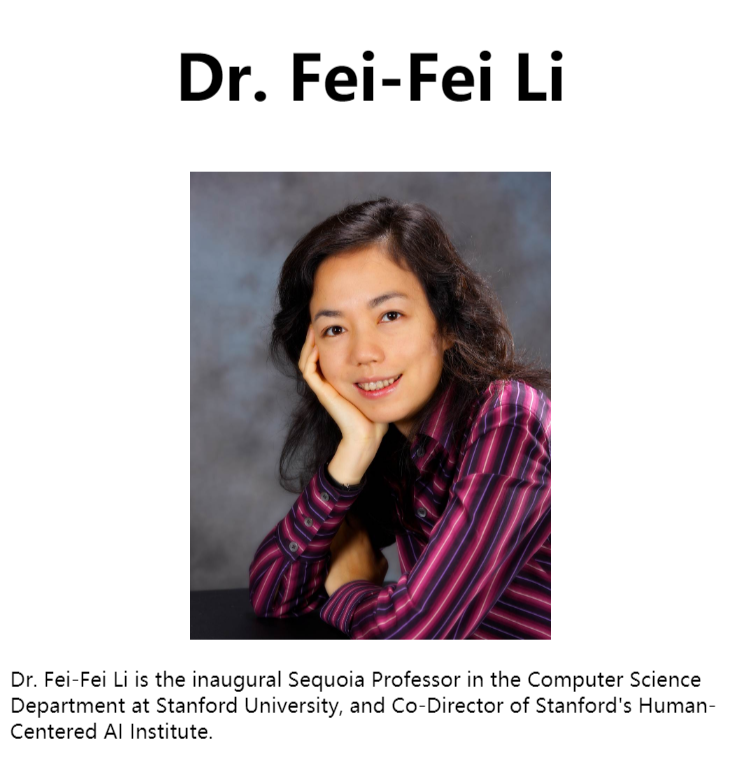 Dr. Fei-Fei Li
Dr. Fei-Fei Li is the inaugural Sequoia Professor in the Computer Science
Department at Stanford University, and Co-Director of Stanford's Human-
Centered AI Institute.